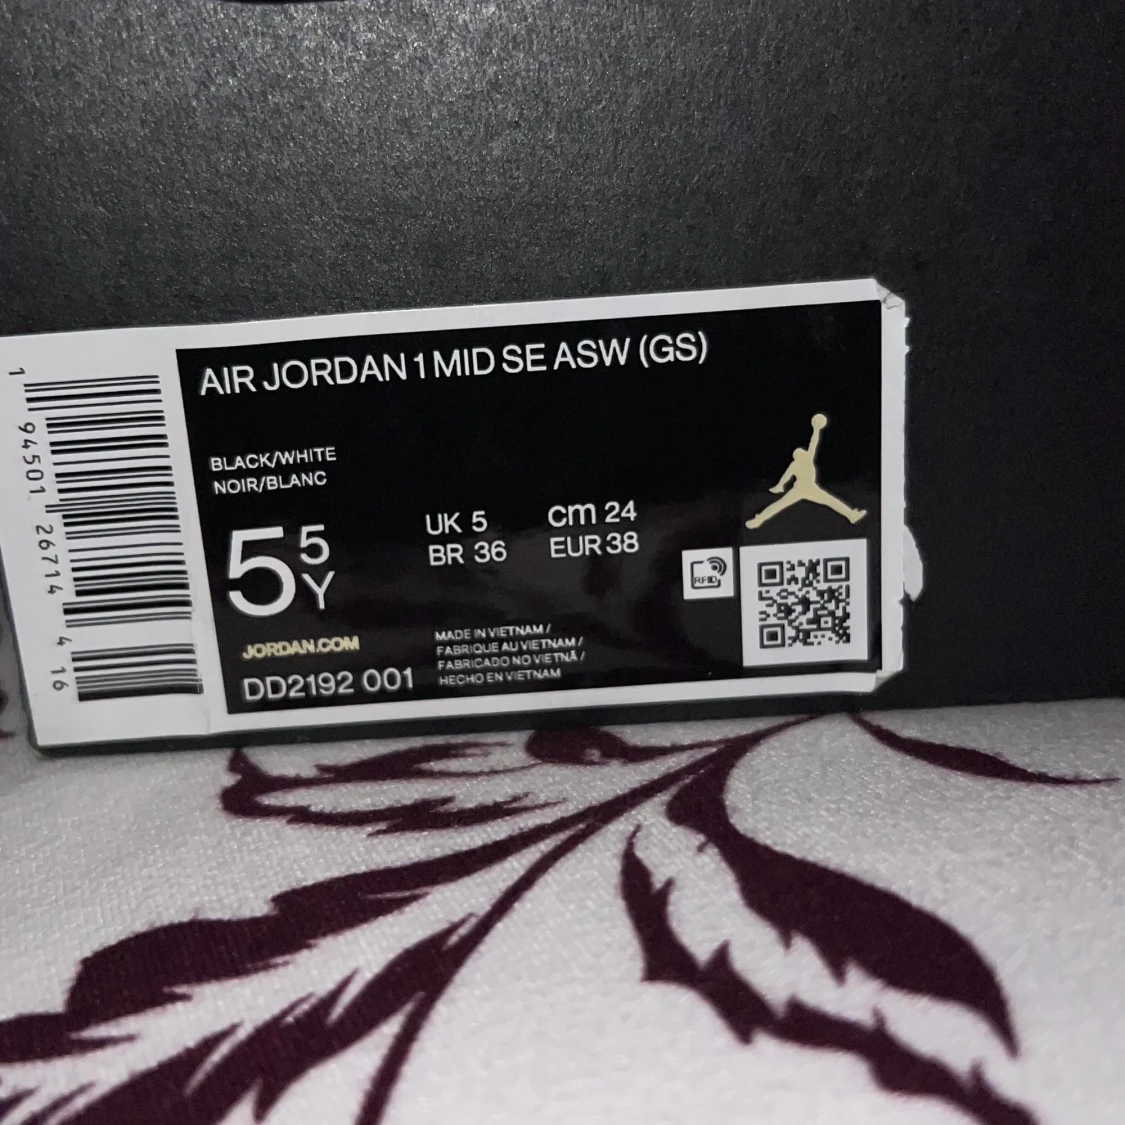 AIR JORDAN 1 MID SE ASW (GS)
BLACK/WHITE
NOIR/BLANC
5 5 Y
UK 5
BR 36
cm 24
EUR 38
RFID
JORDAN.COM
DD2192 001
MADE IN VIETNAM /
FABRIQUE AU VIETNAM /
FABRICADO NO VIETNÃ /
HECHO EN VIETNAM
1 94501 26714 4 16